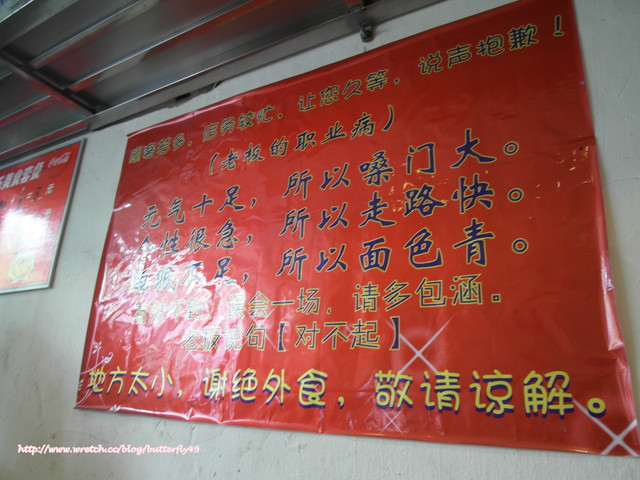 顾客若多，店务较忙，让您久等，说声抱歉！
（老板的职业病）
元气十足，所以嗓门大。
个性很急，所以走路快。
睡眠不足，所以面色青。
有误会一场，请多包涵。
老板说句【对不起】
地方太小，谢绝外食，敬请谅解。
http://www.wretch.cc/blog/butterfly49